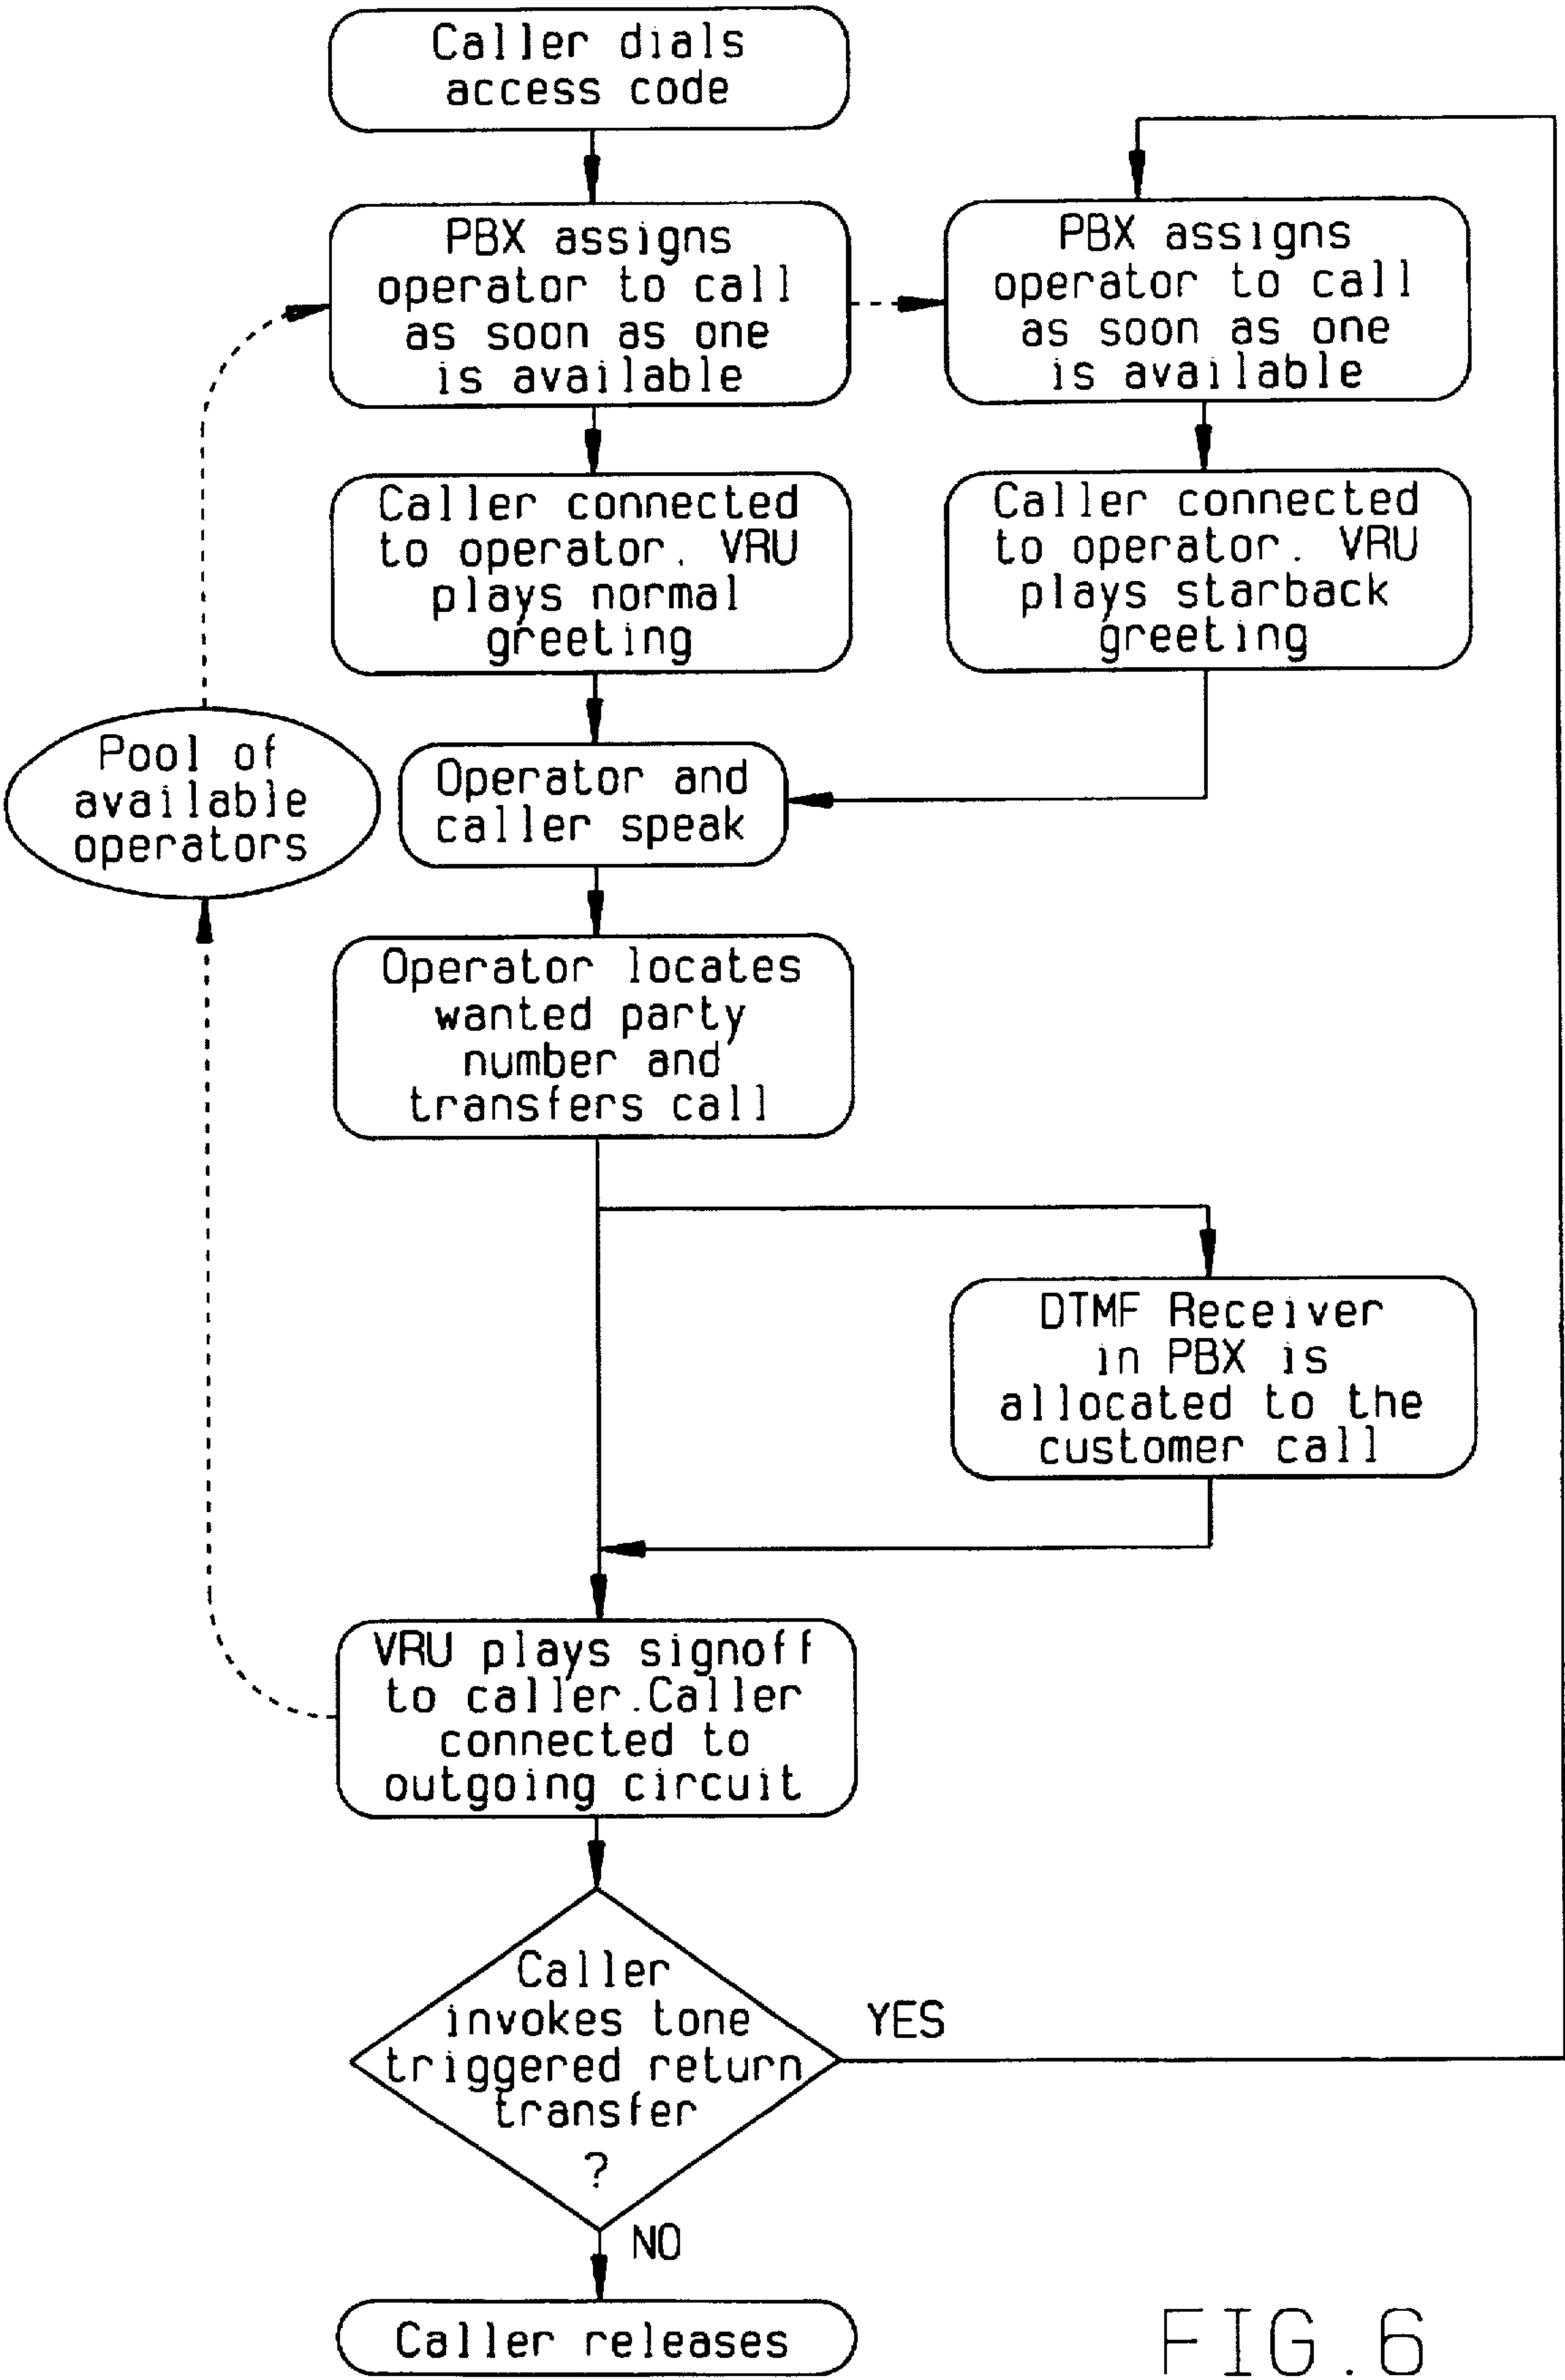 Caller dials
access code
PBX assigns
operator to call
as soon as one
is available
PBX assigns
operator to call
as soon as one
is available
Caller connected
to operator. VRU
plays normal
greeting
Caller connected
to operator. VRU
plays starback
greeting
Pool of
available
operators
Operator and
caller speak
Operator locates
wanted party
number and
transfers call
DTMF Receiver
in PBX is
allocated to the
customer call
VRU plays signoff
to caller.Caller
connected to
outgoing circuit
Caller
invokes tone
triggered return
transfer
?
YES
NO
Caller releases
FIG.6